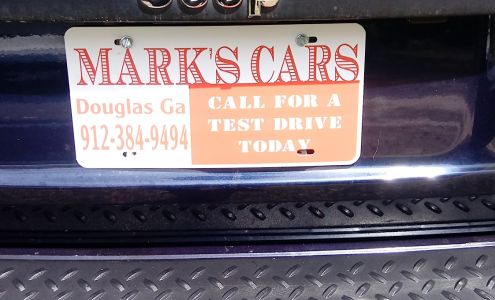 MARK'S CARS
Douglas Ga
912-384-9494
CALL FOR A
TEST DRIVE
TODAY